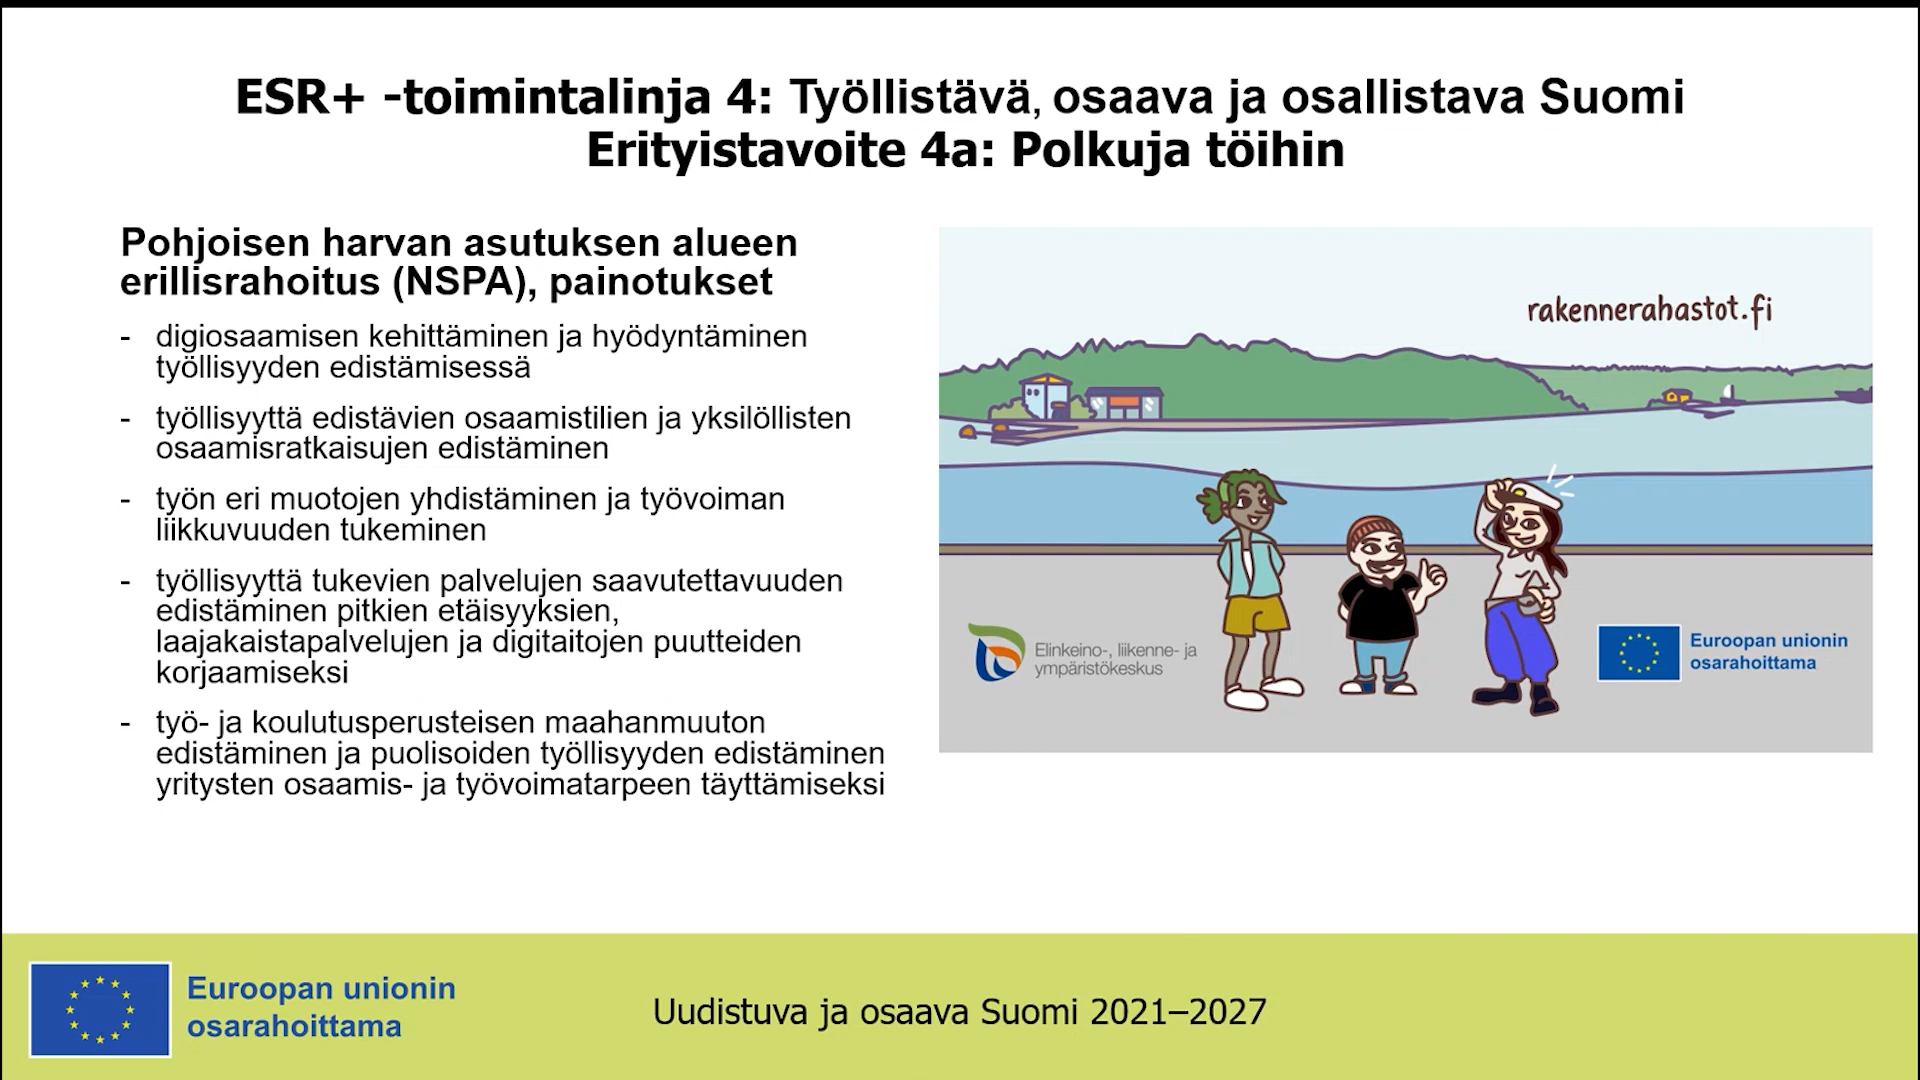 ESR+ -toimintalinja 4: Työllistävä, osaava ja osallistava Suomi
Erityistavoite 4a: Polkuja töihin
Pohjoisen harvan asutuksen alueen
erillisrahoitus (NSPA), painotukset
- digiosaamisen kehittäminen ja hyödyntäminen
työllisyyden edistämisessä
- työllisyyttä edistävien osaamistilien ja yksilöllisten
osaamisratkaisujen edistäminen
- työn eri muotojen yhdistäminen ja työvoiman
liikkuvuuden tukeminen
- työllisyyttä tukevien palvelujen saavutettavuuden
edistäminen pitkien etäisyyksien,
laajakaistapalvelujen ja digitaitojen puutteiden
korjaamiseksi
- työ- ja koulutusperusteisen maahanmuuton
edistäminen ja puolisoiden työllisyyden edistäminen
yritysten osaamis- ja työvoimatarpeen täyttämiseksi
rakennerahastot.fi
Elinkeino-, liikenne- ja
ympäristökeskus
Euroopan unionin
osarahoittama
Euroopan unionin
osarahoittama
Uudistuva ja osaava Suomi 2021–2027